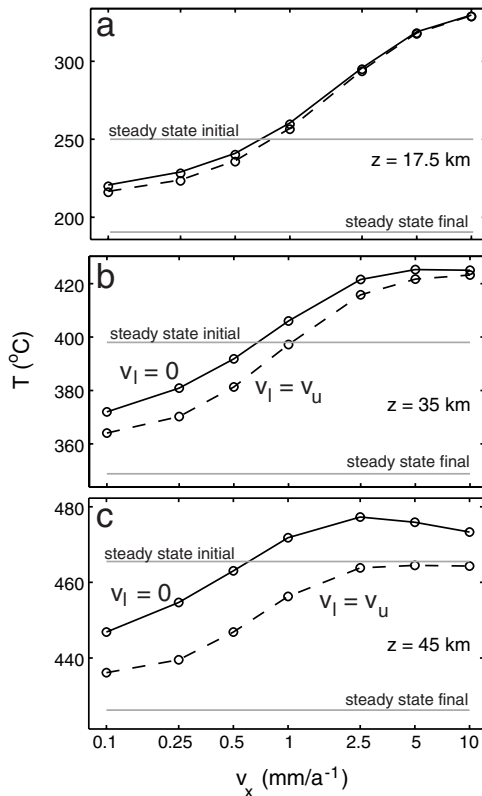 a
300
250
200
steady state initial
z = 17.5 km
steady state final
b
420
400
380
360
steady state initial
v_l = 0
v_l = v_u
z = 35 km
steady state final
T (°C)
c
480
460
440
steady state initial
v_l = 0
v_l = v_u
z = 45 km
steady state final
0.1 0.25 0.5 1 2.5 5 10
v_x (mm/a⁻¹)